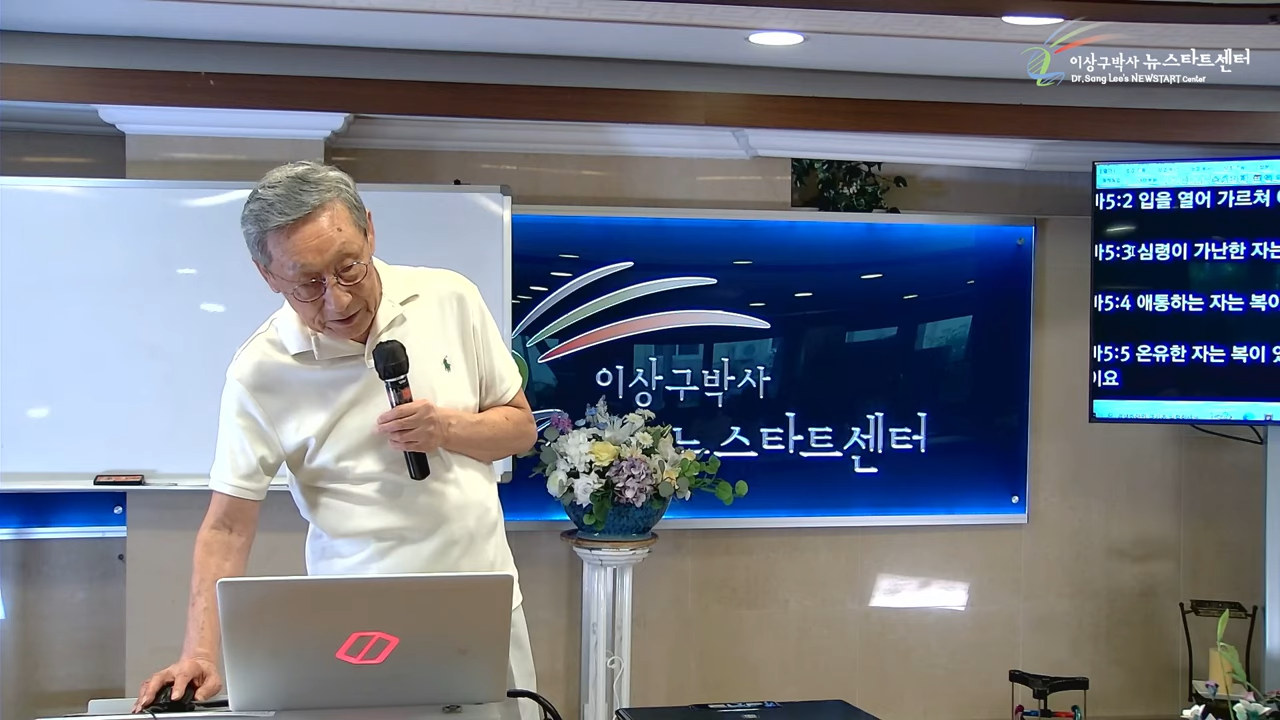 이상구박사 뉴스타트센터
Dr. Sang Lee's NEWSTART Center
마5:2 입을 열어 가르쳐
마5:3 심령이 가난한 자는
마5:4 애통하는 자는 복이
마5:5 온유한 자는 복이
이요
이상구박사
뉴스타트센터